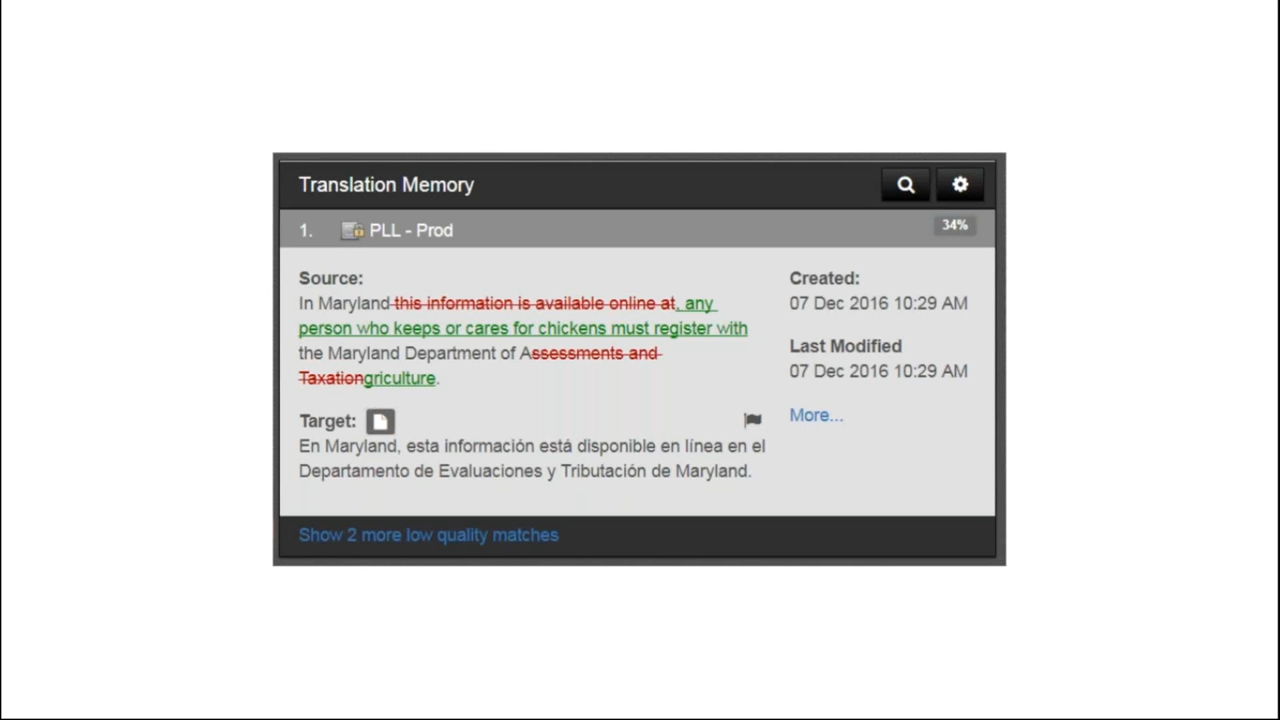 Translation Memory
1. PLL - Prod 34%
Source:
In Maryland this information is available online at, any
person who keeps or cares for chickens must register with
the Maryland Department of Assessments and
Taxationgriculture.
Target:
En Maryland, esta información está disponible en línea en el
Departamento de Evaluaciones y Tributación de Maryland.
Created:
07 Dec 2016 10:29 AM
Last Modified
07 Dec 2016 10:29 AM
More...
Show 2 more low quality matches